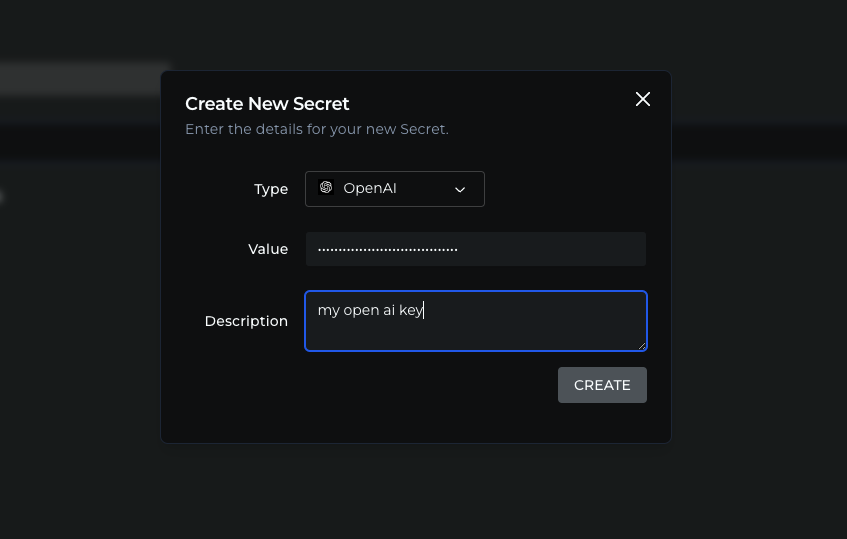 Create New Secret
Enter the details for your new Secret.
Type
OpenAI
Value
••••••••••••••••••••••••••••••••••
Description
my open ai key
CREATE